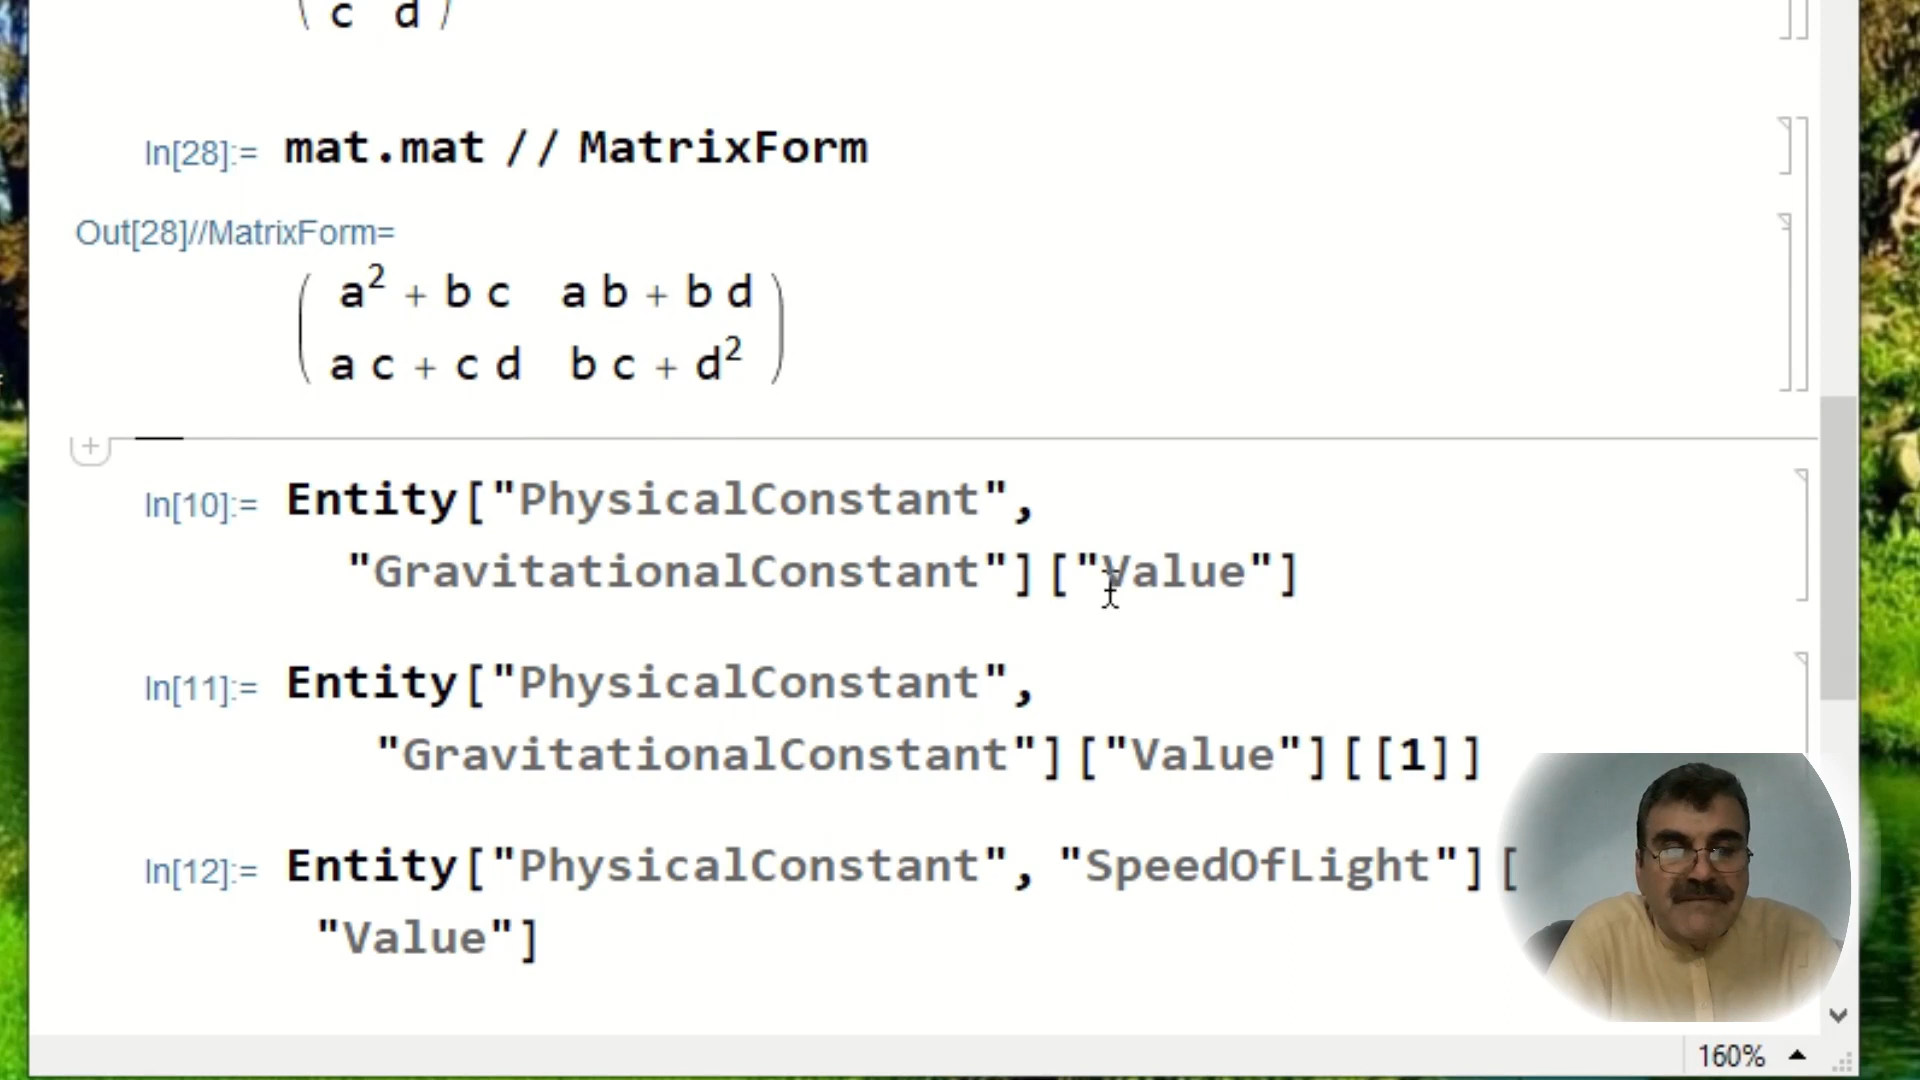 c d
In[28]:= mat.mat // MatrixForm
Out[28]//MatrixForm=
a² + b c  a b + b d
a c + c d  b c + d²
In[10]:= Entity["PhysicalConstant",
"GravitationalConstant"]["Value"]
In[11]:= Entity["PhysicalConstant",
"GravitationalConstant"]["Value"][[1]]
In[12]:= Entity["PhysicalConstant", "SpeedOfLight"][
"Value"]
160%